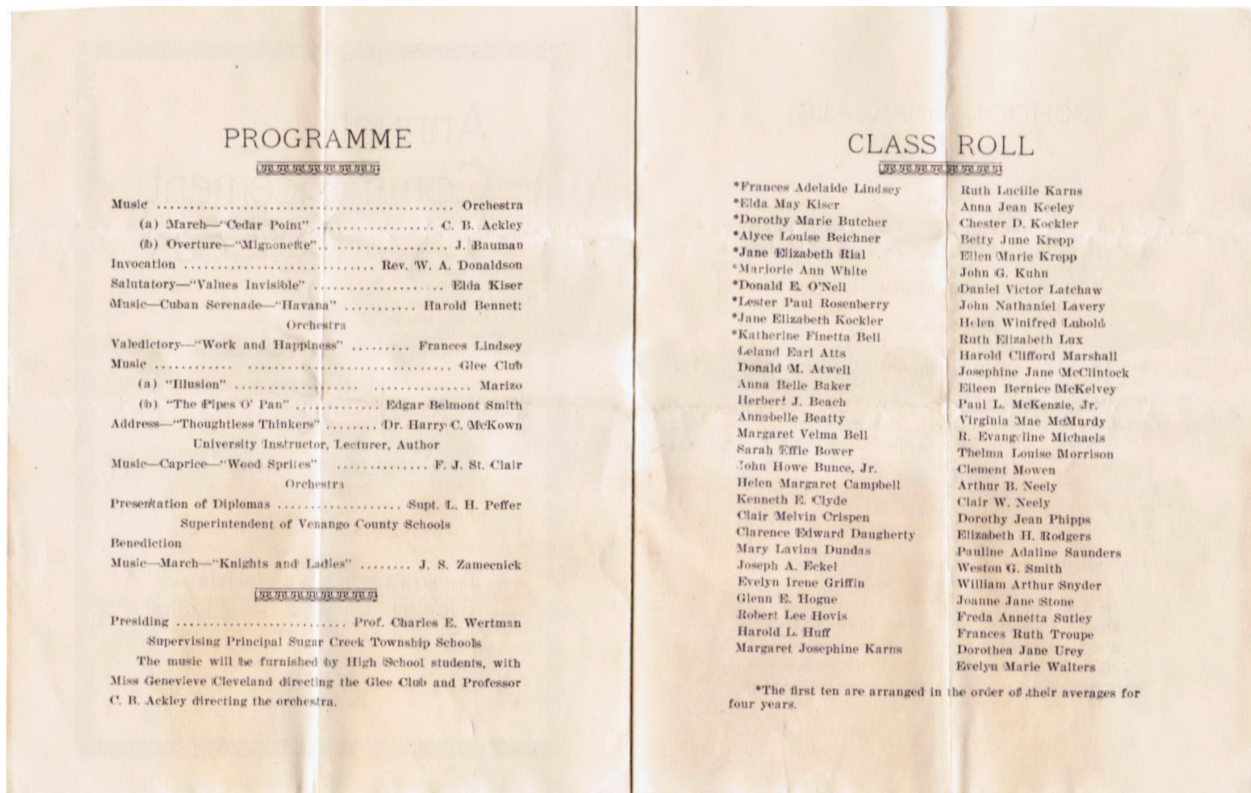 PROGRAMME
Music ............................................ Orchestra
(a) March—"Cedar Point" .................. C. B. Ackley
(b) Overture—"Mignonette".. .................. J. Bauman
Invocation ............................ Rev. W. A. Donaldson
Salutatory—"Values Invisible" .................... Elda Kiser
Music—Cuban Serenade—"Havana" ........... Harold Bennett
Orchestra
Valedictory—"Work and Happiness" ......... Frances Lindsey
Music ........... .............................. Glee Club
(a) "Illusion" ................ ................... Marizo
(b) "The Pipes O' Pan" ............ Edgar Belmont Smith
Address—"Thoughtless Thinkers" ........ Dr. Harry C. McKown
University Instructor, Lecturer, Author
Music—Caprice—"Wood Sprites" .............. F. J. St. Clair
Orchestra
Presentation of Diplomas .................. Supt. L. H. Peffer
Superintendent of Venango County Schools
Benediction
Music—March—"Knights and Ladies" ........ J. S. Zamecnick
Presiding ......................... Prof. Charles E. Wertman
Supervising Principal Sugar Creek Township Schools
The music will be furnished by High School students, with
Miss Genevieve Cleveland directing the Glee Club and Professor
C. B. Ackley directing the orchestra.
CLASS ROLL
*Frances Adelaide Lindsey
*Elda May Kiser
*Dorothy Marie Butcher
*Alyce Louise Beichner
*Jane Elizabeth Rial
*Marjorie Ann White
*Donald E. O'Neil
*Lester Paul Rosenberry
*Jane Elizabeth Kockler
*Katherine Finetta Bell
Leland Earl Atts
Donald M. Atwell
Anna Belle Baker
Herbert J. Beach
Annabelle Beatty
Margaret Velma Bell
Sarah Effie Bower
John Howe Bunce, Jr.
Helen Margaret Campbell
Kenneth E. Clyde
Clair Melvin Crispen
Clarence Edward Daugherty
Mary Lavina Dundas
Joseph A. Eckel
Evelyn Irene Griffin
Glenn E. Hogue
Robert Lee Hovis
Harold L. Huff
Margaret Josephine Karns
Ruth Lucille Karns
Anna Jean Keeley
Chester D. Kockler
Betty June Krepp
Ellen Marie Krepp
John G. Kuhn
Daniel Victor Latchaw
John Nathaniel Lavery
Helen Winifred Lubold
Ruth Elizabeth Lux
Harold Clifford Marshall
Josephine Jane McClintock
Eileen Bernice McKelvey
Paul L. McKenzie, Jr.
Virginia Mae McMurdy
R. Evangeline Michaels
Thelma Louise Morrison
Clement Mowen
Arthur B. Neely
Clair W. Neely
Dorothy Jean Phipps
Elizabeth H. Rodgers
Pauline Adaline Saunders
Weston G. Smith
William Arthur Snyder
Joanne Jane Stone
Freda Annetta Sutley
Frances Ruth Troupe
Dorothea Jane Urey
Evelyn Marie Walters
*The first ten are arranged in the order of their averages for
four years.